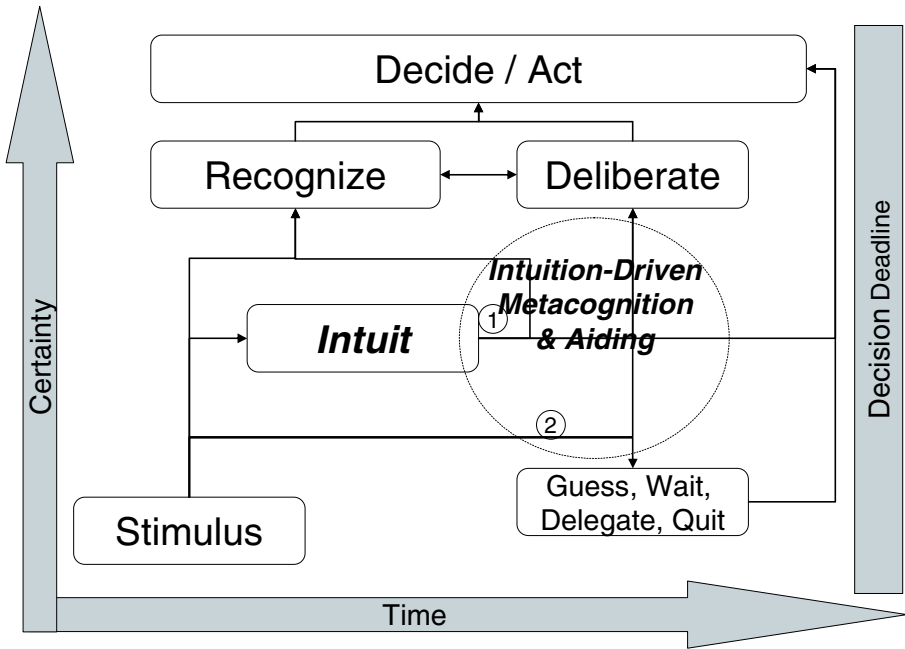 Decide / Act
Recognize
Deliberate
Intuition-Driven
Metacognition
& Aiding
1
Intuit
2
Guess, Wait,
Delegate, Quit
Stimulus
Time
Certainty
Decision Deadline